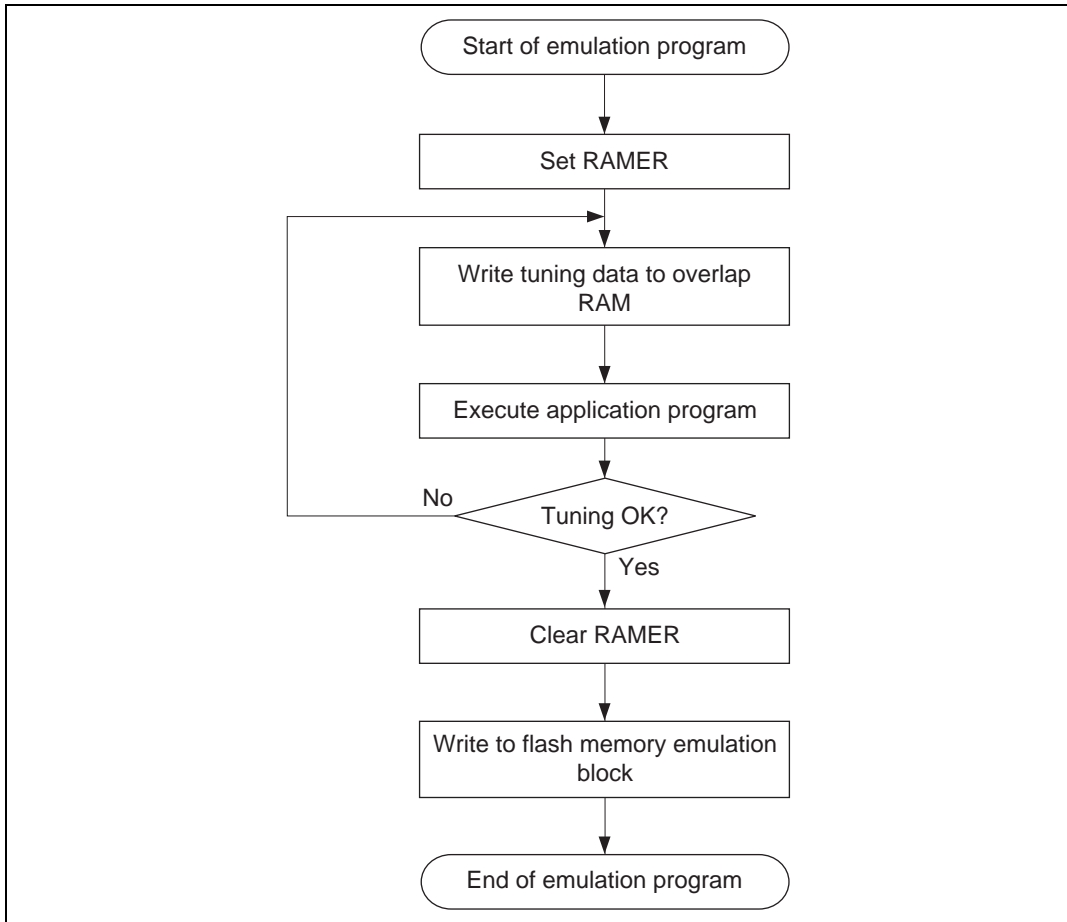 Start of emulation program
Set RAMER
Write tuning data to overlap
RAM
Execute application program
No
Tuning OK?
Yes
Clear RAMER
Write to flash memory emulation
block
End of emulation program